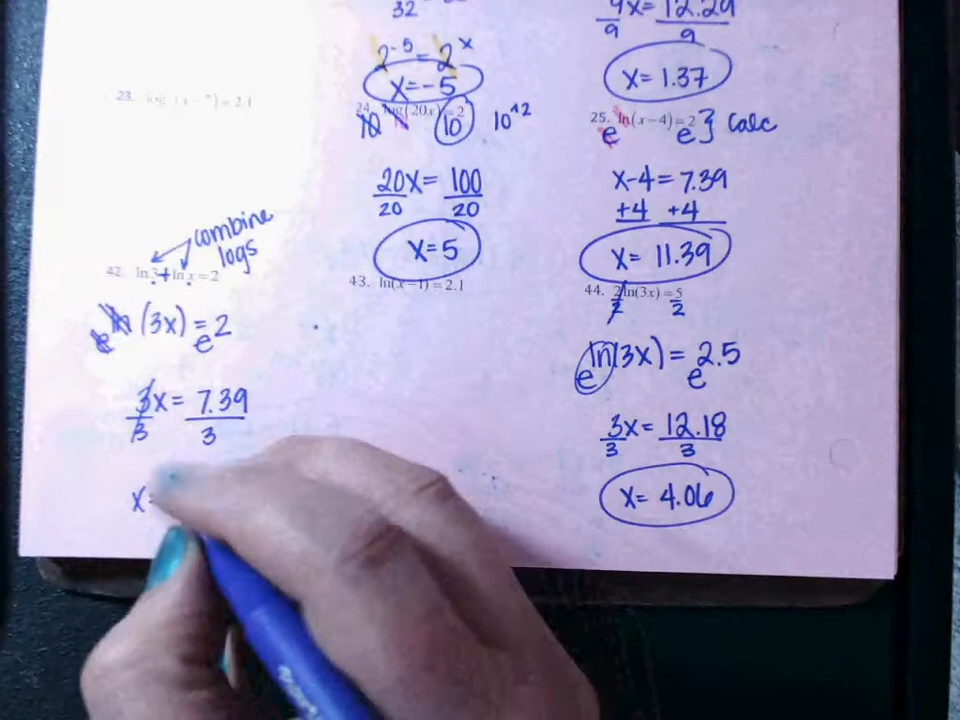 32
2^-5 = 2^x
x = -5
9x = 12.29
9 9
x = 1.37
23.
= 2.1
24. log(20x) = 2
10 10
10^2
20x = 100
20 20
x = 5
25. ln(x-4) = 2
e e } calc
x-4 = 7.39
+4 +4
x = 11.39
combine
logs
42. ln 3 + ln x = 2
ln (3x) = 2
e e
3x = 7.39
3 3
x =
43. ln(x-1) = 2.1
44. 2ln(3x) = 5
2 2
ln(3x) = 2.5
e e
3x = 12.18
3 3
x = 4.06